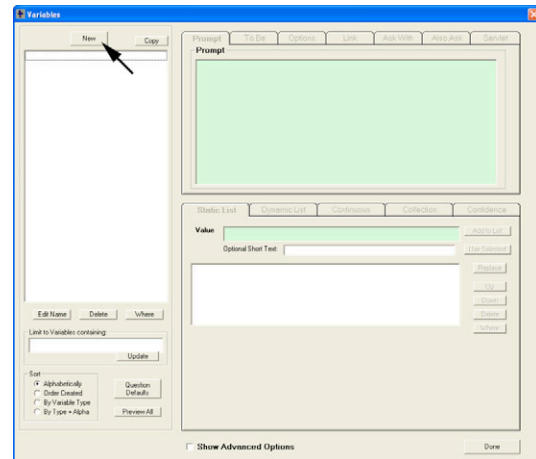 Variables
New
Copy
Edit Name
Delete
Where
Limit to Variables containing:
Update
Sort
Alphabetically
Order Created
By Variable Type
By Type + Alpha
Question
Defaults
Preview All
Prompt
To Be
Options
Link
Ask With
Also Ask
Servlet
Prompt
Static List
Dynamic List
Continuous
Collection
Confidence
Value
Add to List
Optional Short Text:
Use Selected
Replace
Up
Down
Delete
Where
Show Advanced Options
Done